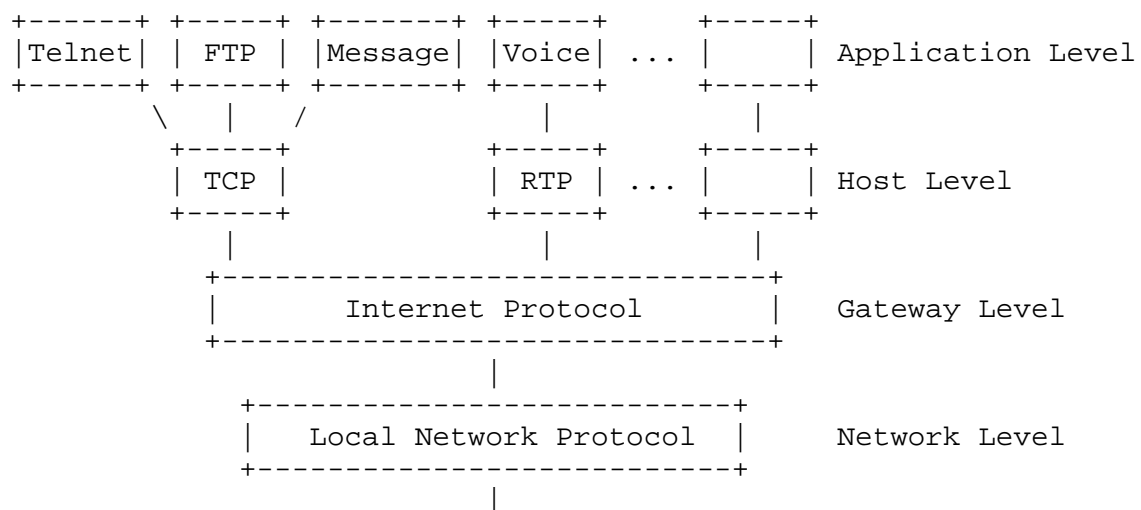 Telnet FTP Message Voice ... Application Level
TCP RTP ... Host Level
Internet Protocol Gateway Level
Local Network Protocol Network Level